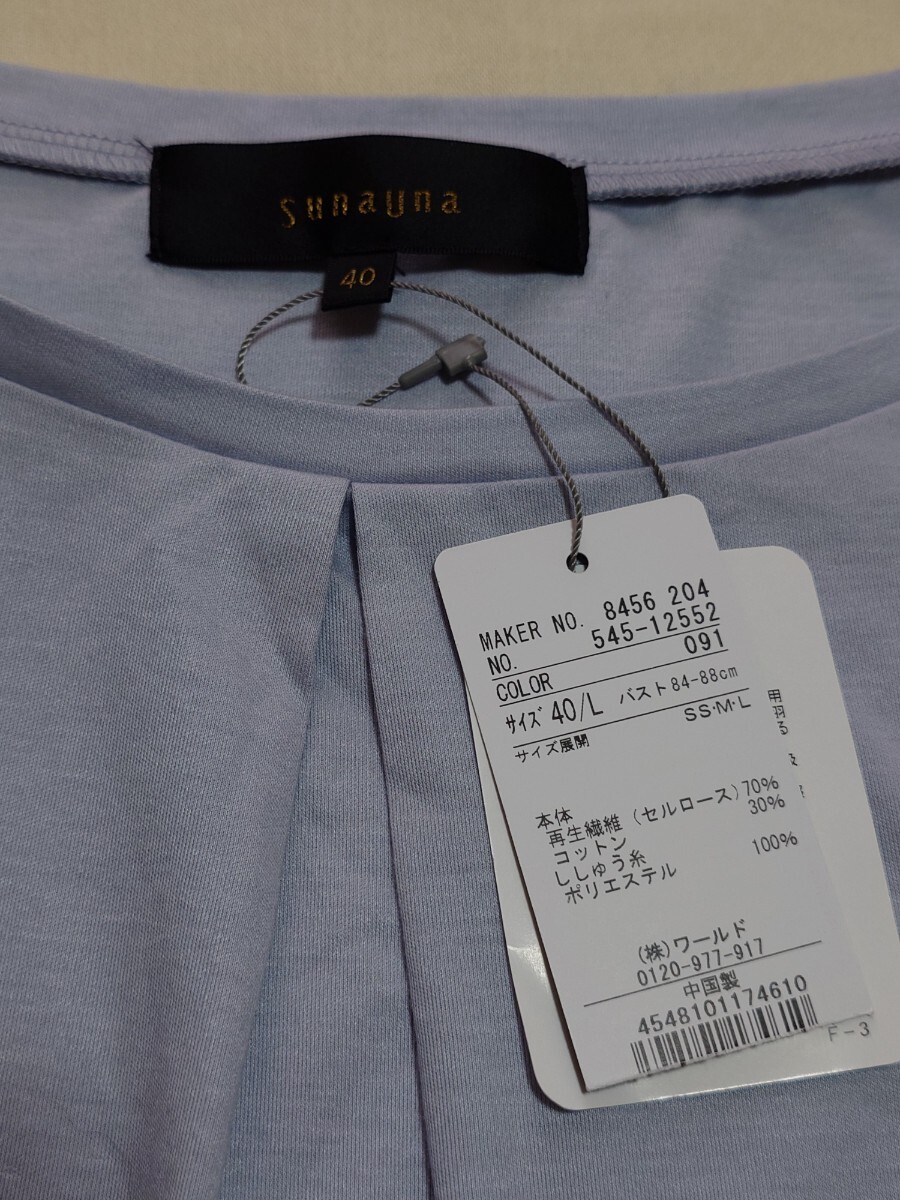 sunauna
40
MAKER NO. 8456 204
NO. 545-12552
COLOR 091
サイズ 40/L バスト84-88cm
サイズ展開 SS·M·L
本体
再生繊維(セルロース)70%
コットン 30%
ししゅう糸
ポリエステル 100%
(株)ワールド
0120-977-917
中国製
4548101174610
用
羽
る
F-3